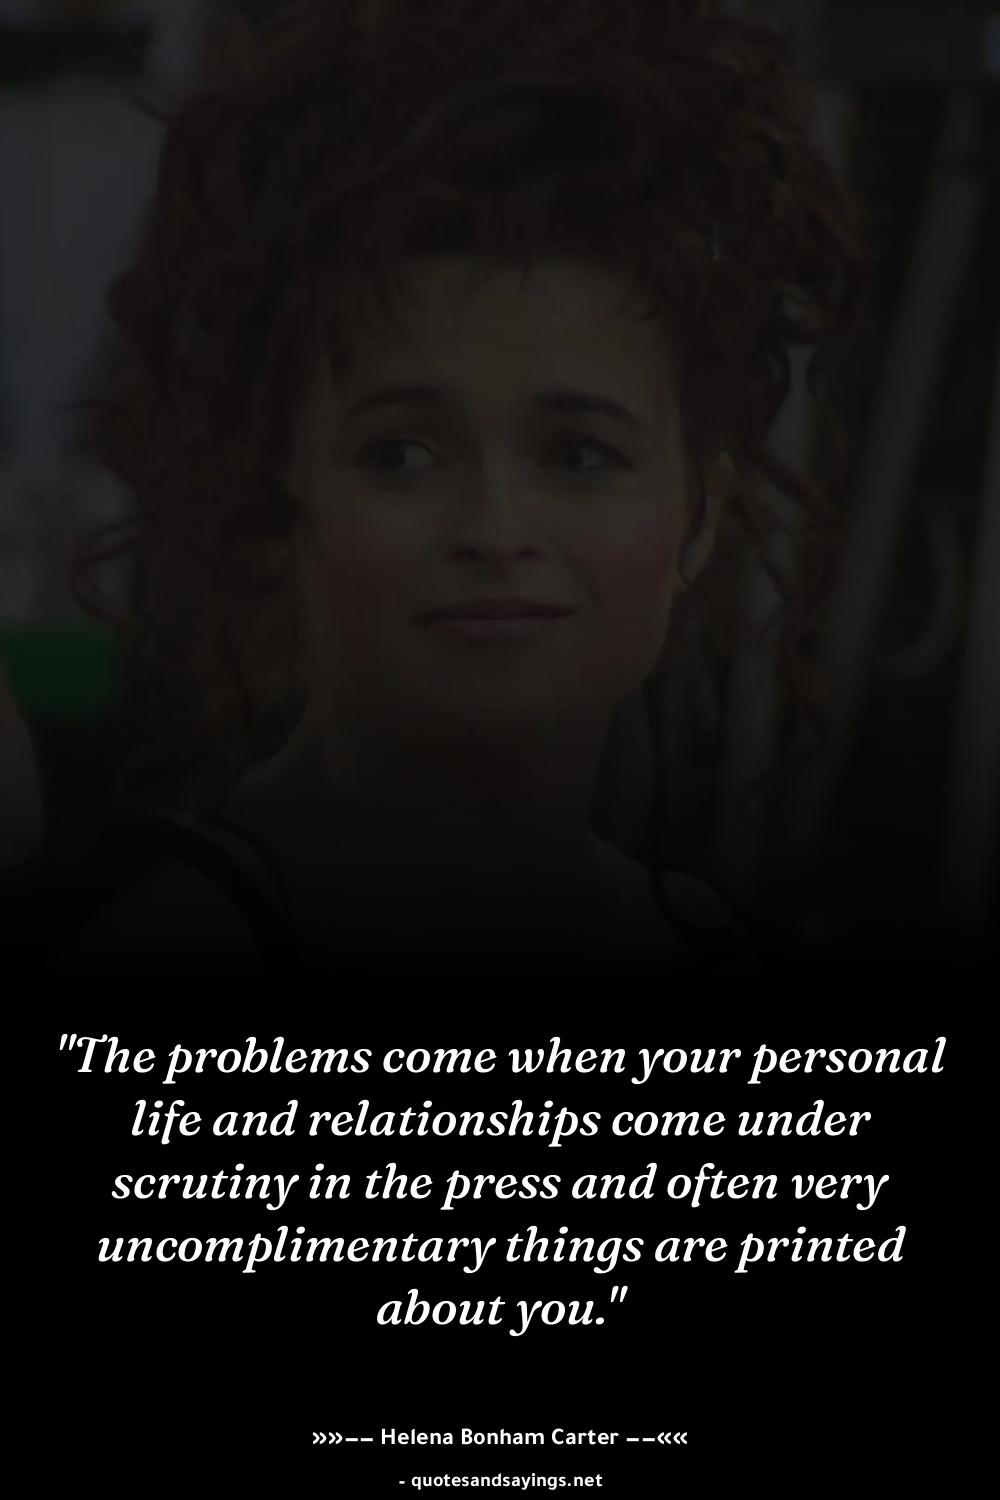 "The problems come when your personal
life and relationships come under
scrutiny in the press and often very
uncomplimentary things are printed
about you."
»»—— Helena Bonham Carter ——««
- quotesandsayings.net